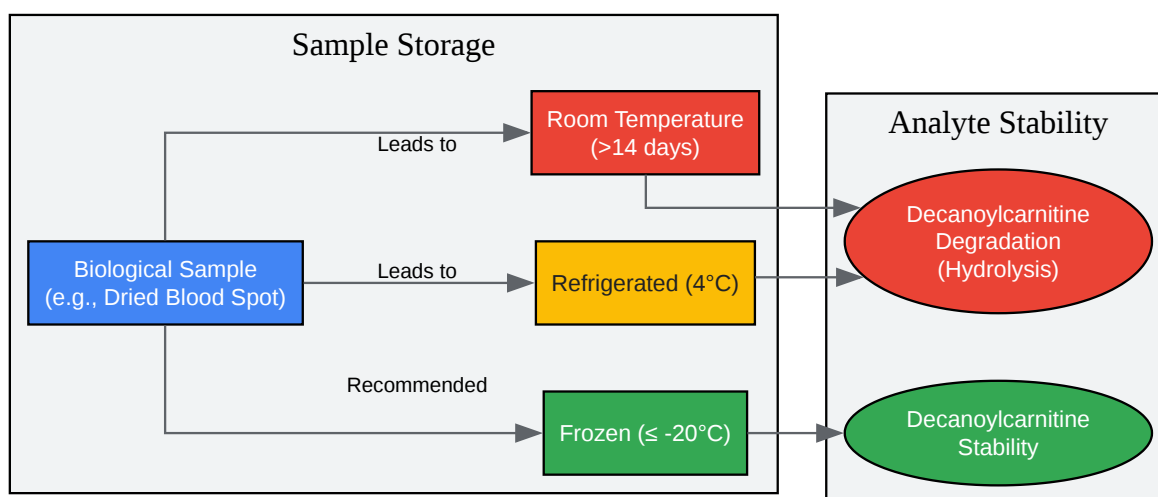 Sample Storage
Room Temperature
(>14 days)
Leads to
Biological Sample
(e.g., Dried Blood Spot)
Leads to
Refrigerated (4°C)
Recommended
Frozen (≤ -20°C)
Analyte Stability
Decanoylcarnitine
Degradation
(Hydrolysis)
Decanoylcarnitine
Stability